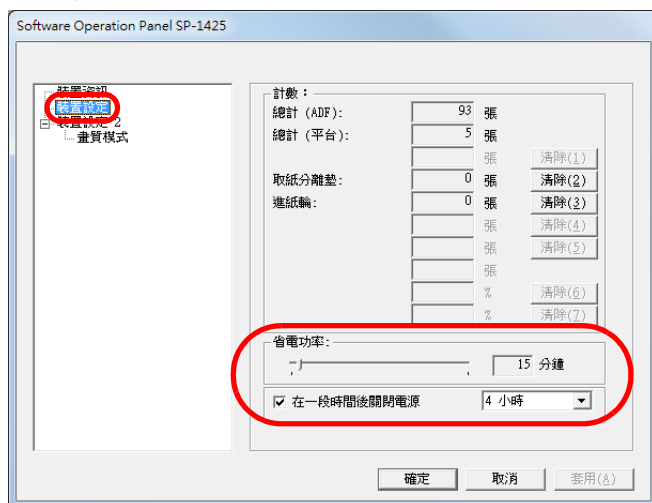 Software Operation Panel SP-1425
裝置資訊
裝置設定
裝置設定 2
畫質模式
計數：
總計 (ADF): 93 張
總計 (平台): 5 張
張 清除(1)
取紙分離墊: 0 張 清除(2)
進紙輪: 0 張 清除(3)
張 清除(4)
張 清除(5)
張
% 清除(6)
% 清除(7)
省電功率:
15 分鐘
在一段時間後關閉電源 4 小時
確定 取消 套用(A)